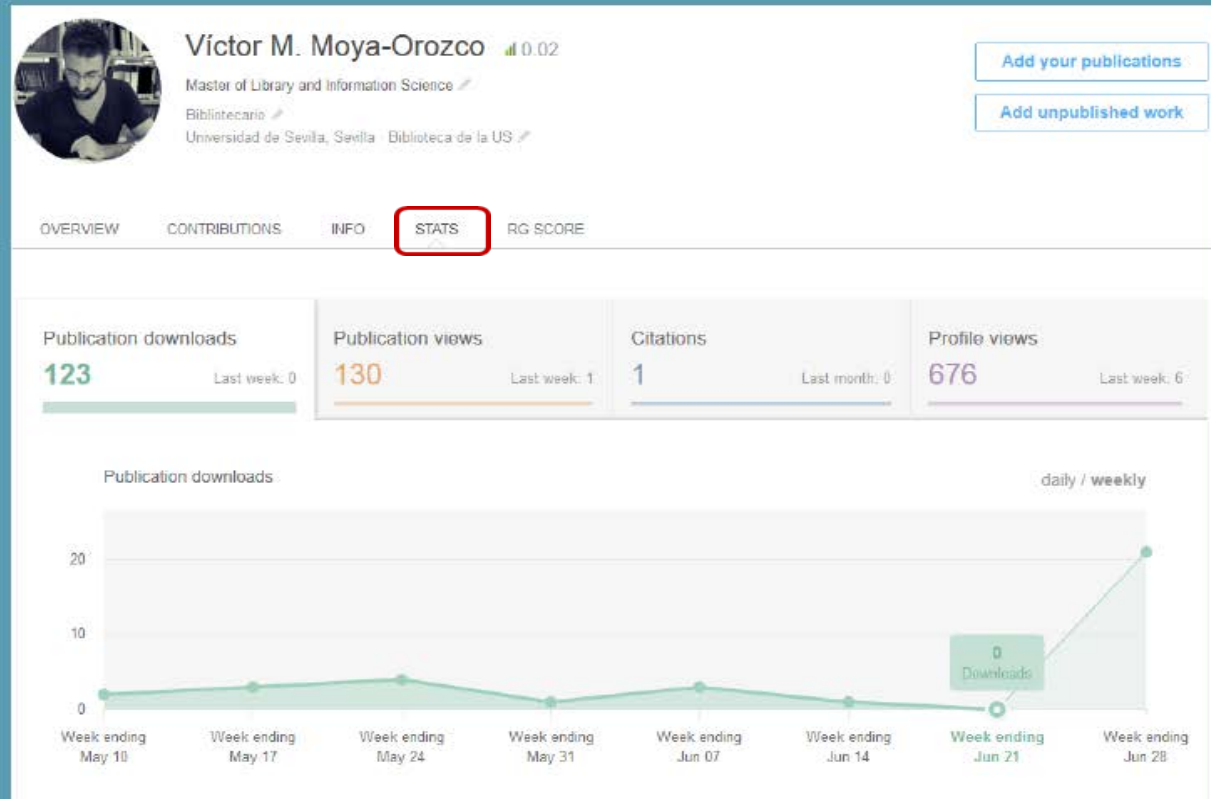 Víctor M. Moya-Orozco 0.02
Master of Library and Information Science
Bibliotecario
Universidad de Sevilla, Sevilla · Biblioteca de la US
Add your publications
Add unpublished work
OVERVIEW CONTRIBUTIONS INFO STATS RG SCORE
Publication downloads
123 Last week: 0
Publication views
130 Last week: 1
Citations
1 Last month: 0
Profile views
676 Last week: 6
Publication downloads daily / weekly
20
10
0
0
Downloads
Week ending
May 10
Week ending
May 17
Week ending
May 24
Week ending
May 31
Week ending
Jun 07
Week ending
Jun 14
Week ending
Jun 21
Week ending
Jun 28